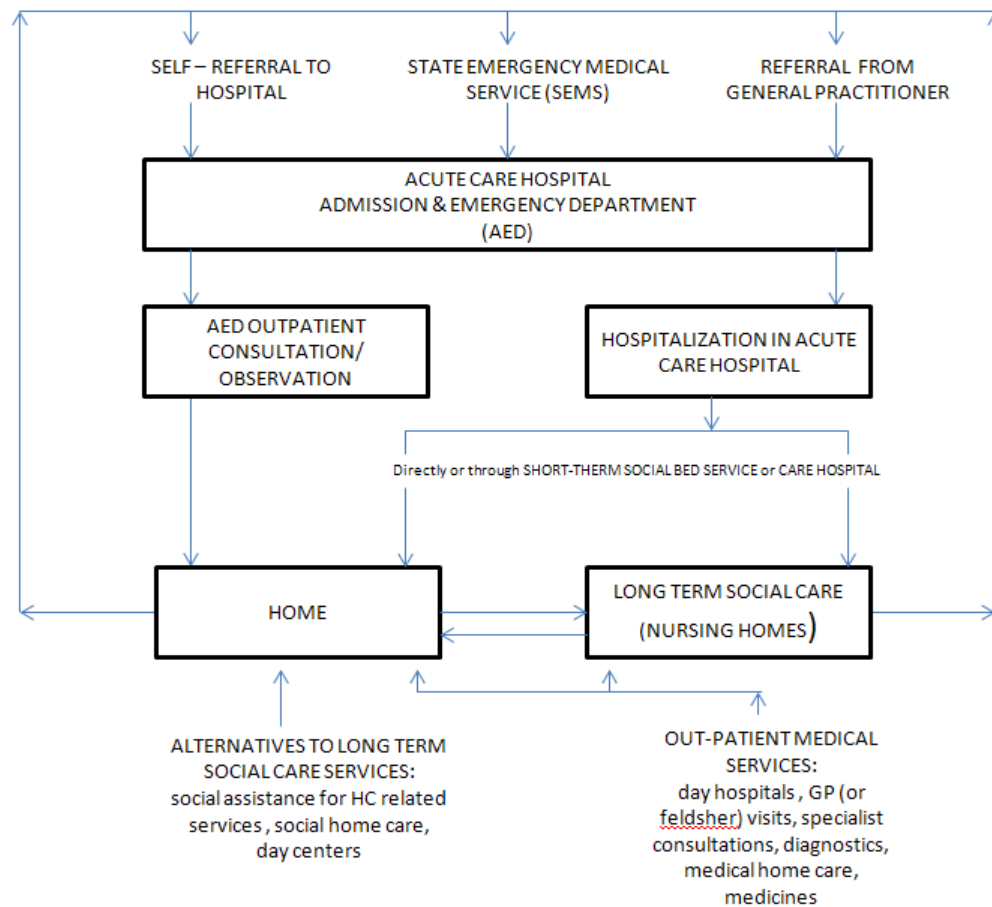 SELF – REFERRAL TO
HOSPITAL
STATE EMERGENCY MEDICAL
SERVICE (SEMS)
REFERRAL FROM
GENERAL PRACTITIONER
ACUTE CARE HOSPITAL
ADMISSION & EMERGENCY DEPARTMENT
(AED)
AED OUTPATIENT
CONSULTATION/
OBSERVATION
HOSPITALIZATION IN ACUTE
CARE HOSPITAL
Directly or through SHORT-THERM SOCIAL BED SERVICE or CARE HOSPITAL
HOME
LONG TERM SOCIAL CARE
(NURSING HOMES)
ALTERNATIVES TO LONG TERM
SOCIAL CARE SERVICES:
social assistance for HC related
services , social home care,
day centers
OUT-PATIENT MEDICAL
SERVICES:
day hospitals , GP (or
feldsher) visits, specialist
consultations, diagnostics,
medical home care,
medicines